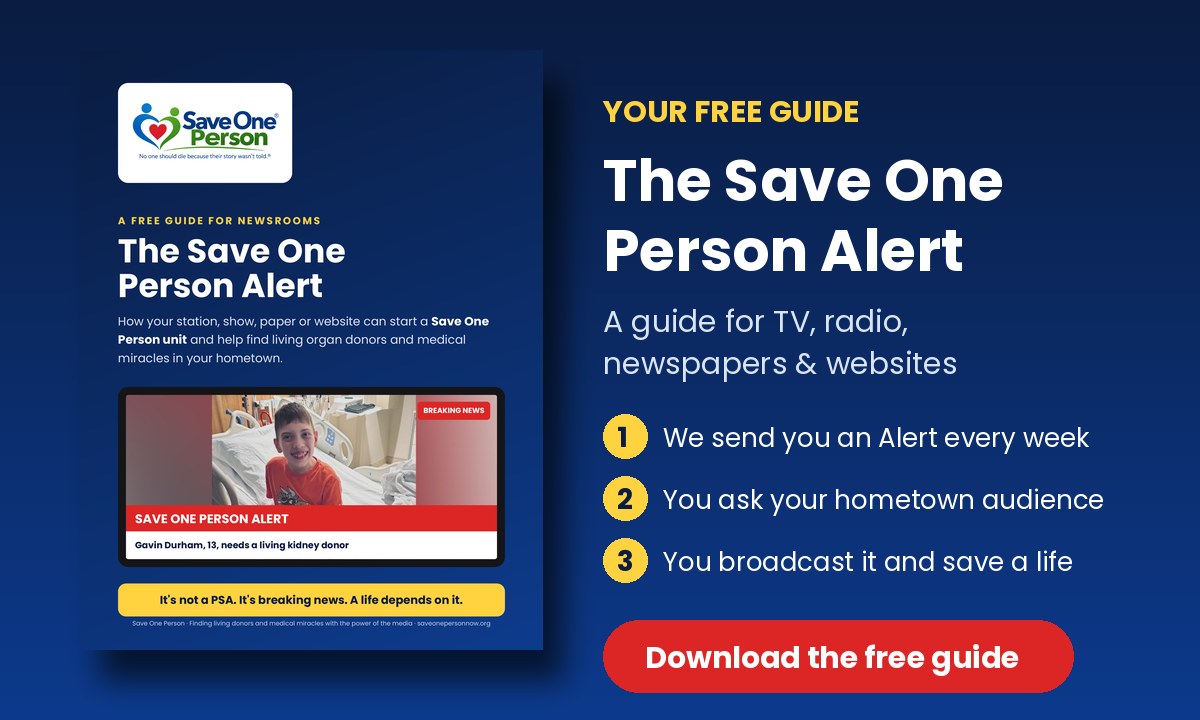 Save One®
Person
No one should die because their story wasn't told.®
A FREE GUIDE FOR NEWSROOMS
The Save One
Person Alert
How your station, show, paper or website can start a Save One
Person unit and help find living organ donors and medical
miracles in your hometown.
BREAKING NEWS
SAVE ONE PERSON ALERT
Gavin Durham, 13, needs a living kidney donor
It's not a PSA. It's breaking news. A life depends on it.
Save One Person · Finding living donors and medical miracles with the power of the media · saveonepersonnow.org
YOUR FREE GUIDE
The Save One
Person Alert
A guide for TV, radio,
newspapers & websites
1 We send you an Alert every week
2 You ask your hometown audience
3 You broadcast it and save a life
Download the free guide